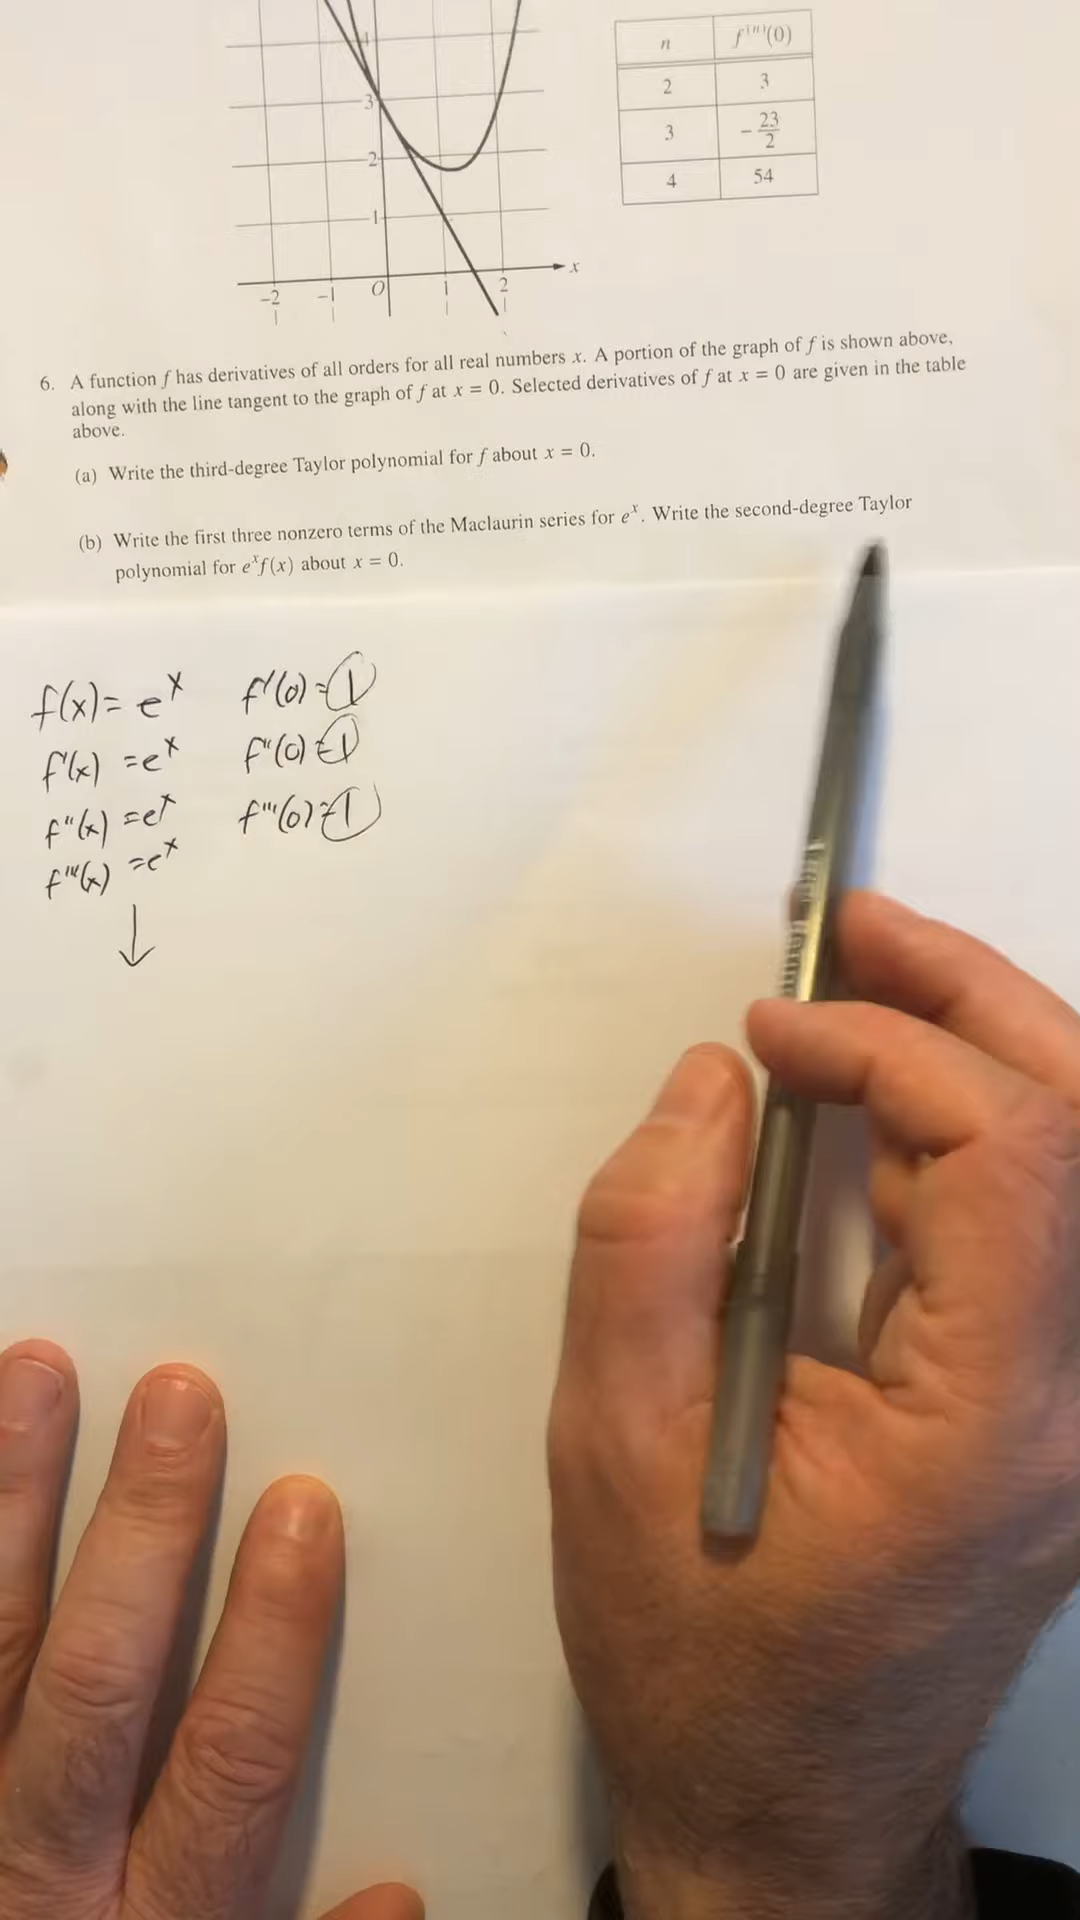 4
3
2
1
-2 -1 O 1 2 x
n f⁽ⁿ⁾(0)
2 3
3 -23/2
4 54
6. A function f has derivatives of all orders for all real numbers x. A portion of the graph of f is shown above,
along with the line tangent to the graph of f at x = 0. Selected derivatives of f at x = 0 are given in the table
above.
(a) Write the third-degree Taylor polynomial for f about x = 0.
(b) Write the first three nonzero terms of the Maclaurin series for eˣ. Write the second-degree Taylor
polynomial for eˣf(x) about x = 0.
f(x) = eˣ f'(0) = 1
f'(x) = eˣ f''(0) = 1
f''(x) = eˣ f'''(0) = 1
f'''(x) = eˣ